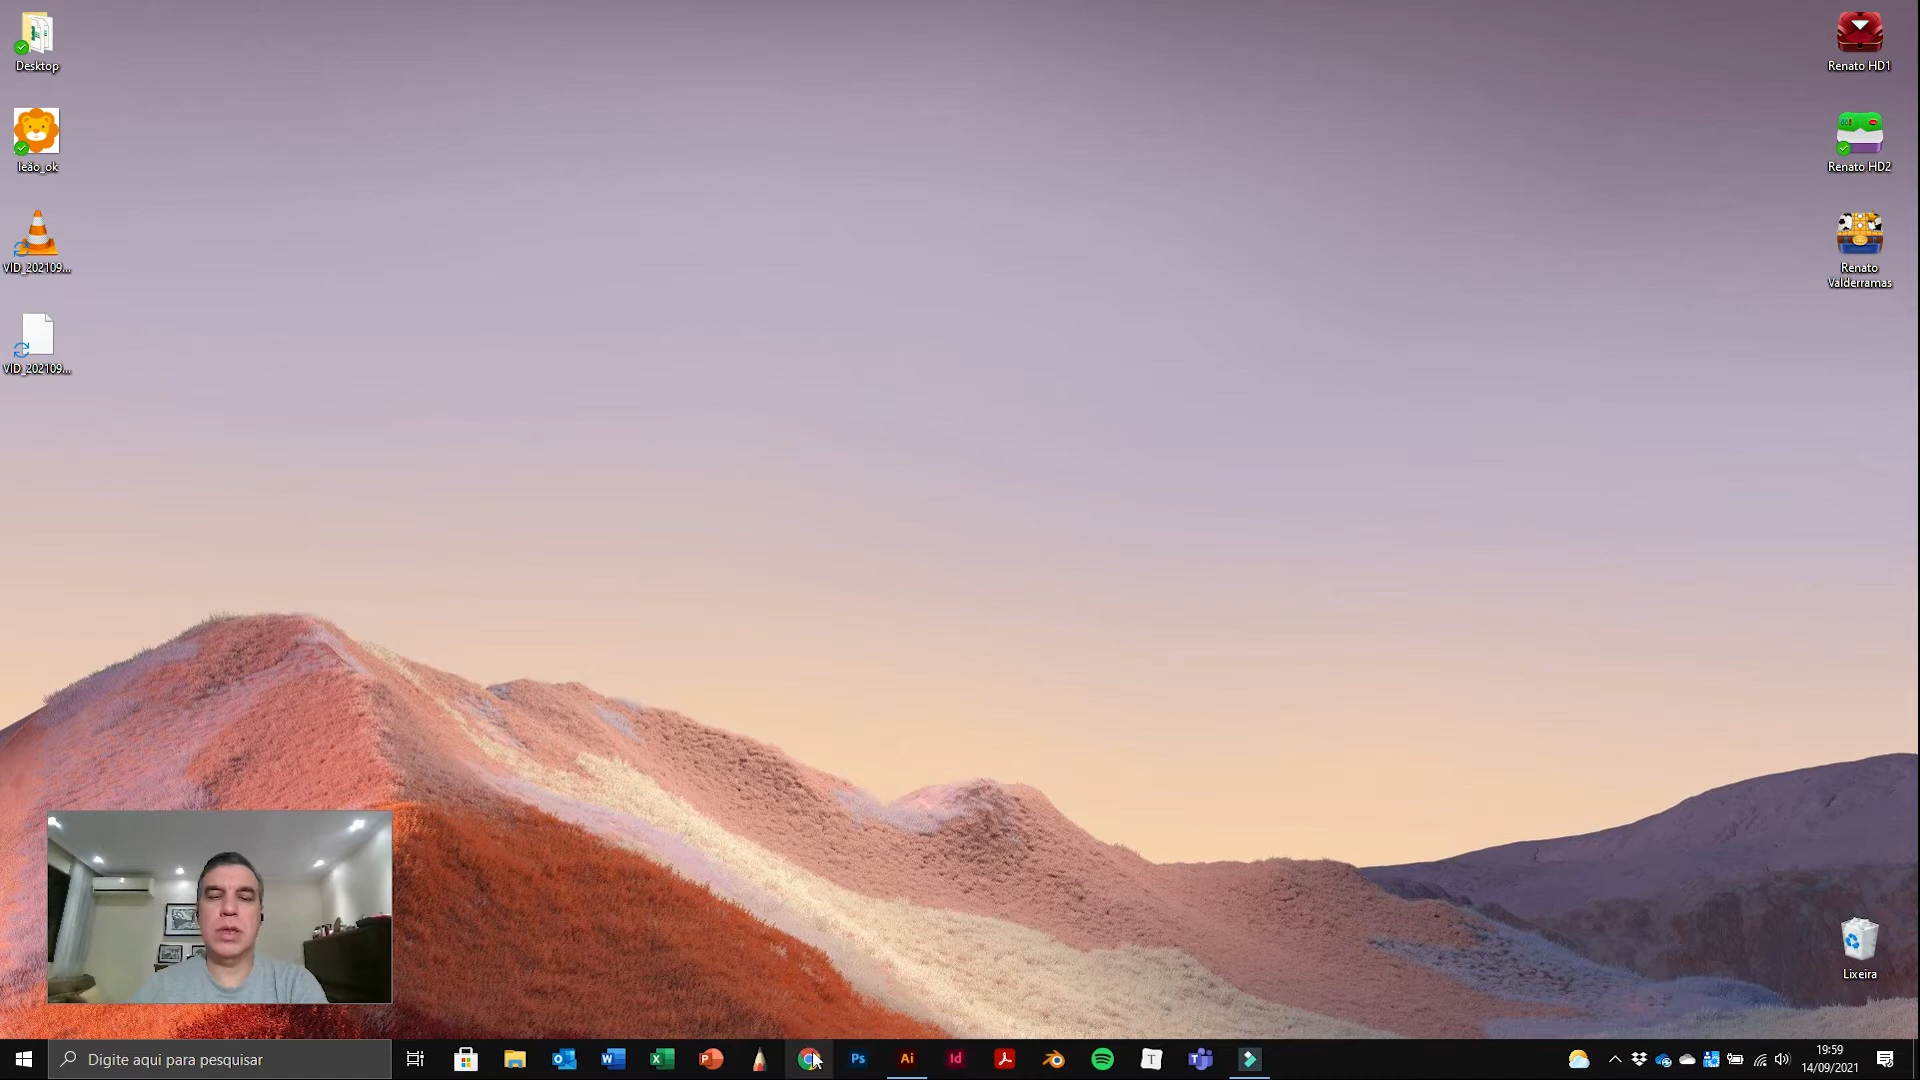 Desktop
leão_ok
VID_202109...
VID_202109...
Renato HD1
Renato HD2
Renato
Valderramas
Lixeira
Digite aqui para pesquisar
Ps
Ai
Id
T
19:59
14/09/2021